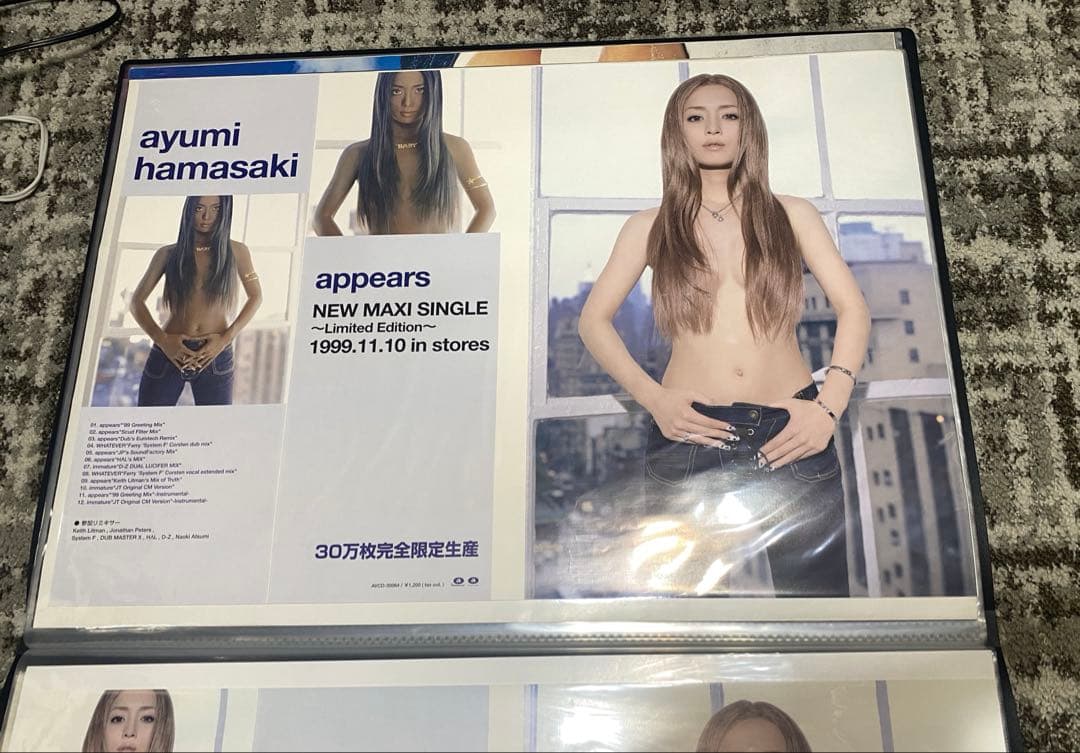 ayumi
hamasaki
BABY
BABY
appears
NEW MAXI SINGLE
～Limited Edition～
1999.11.10 in stores
01. appears"'99 Greeting Mix"
02. appears"Scud Filter Mix"
03. appears"Dub's Eurotech Remix"
04. WHATEVER"Ferry 'System F' Corsten dub mix"
05. appears"JP's SoundFactory Mix"
06. appears"HAL's MIX"
07. immature"D-Z DUAL LUCIFER MIX"
08. WHATEVER"Ferry 'System F' Corsten vocal extended mix"
09. appears"Keith Litman's Mix of Truth"
10. immature"JT Original CM Version"
11. appears"'99 Greeting Mix"-Instrumental-
12. immature"JT Original CM Version"-Instrumental-
● 参加リミキサー
Keith Litman , Jonathan Peters ,
System F , DUB MASTER X , HAL , D-Z , Naoki Atsumi
30万枚完全限定生産
AVCD-30064 / ¥1,200 ( tax out. )